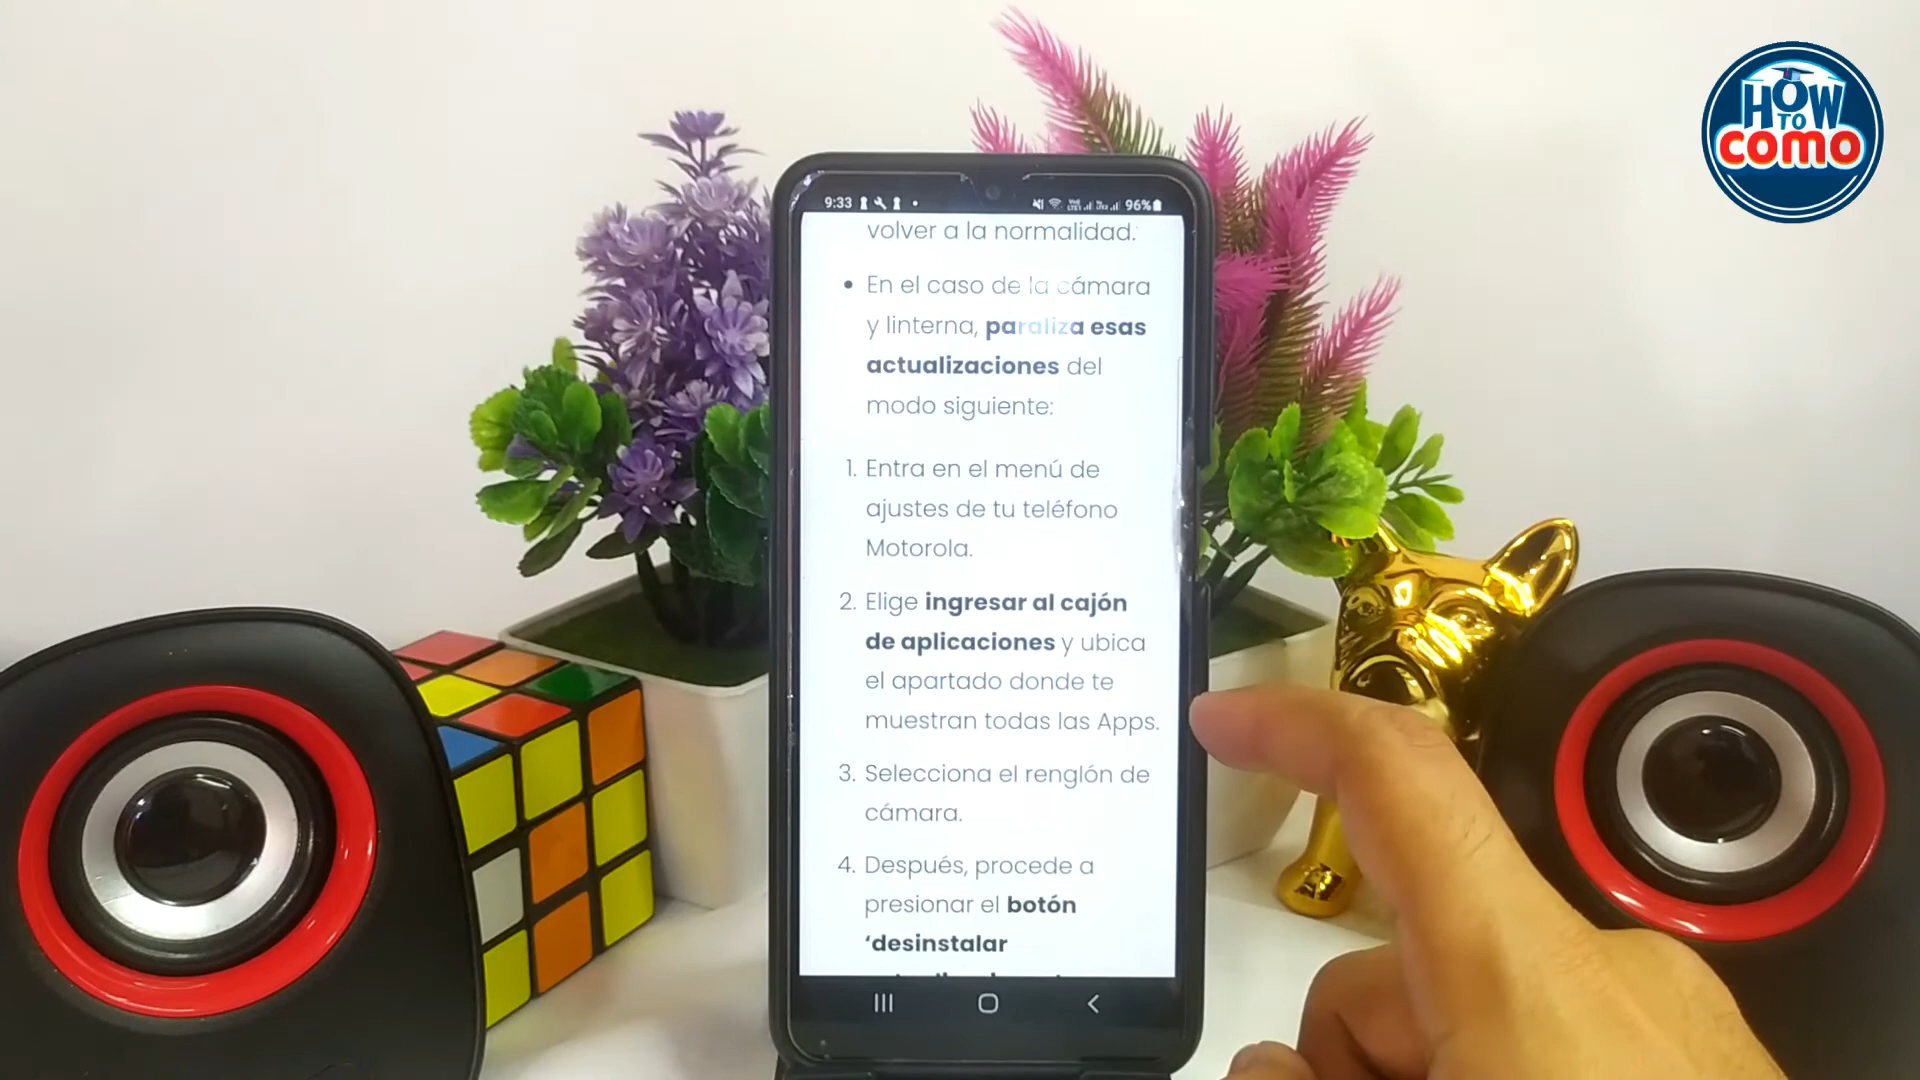 HOW
TO
como
9:33
96%
volver a la normalidad.
• En el caso de la cámara
y linterna, paraliza esas
actualizaciones del
modo siguiente:
1. Entra en el menú de
ajustes de tu teléfono
Motorola.
2. Elige ingresar al cajón
de aplicaciones y ubica
el apartado donde te
muestran todas las Apps.
3. Selecciona el renglón de
cámara.
4. Después, procede a
presionar el botón
‘desinstalar